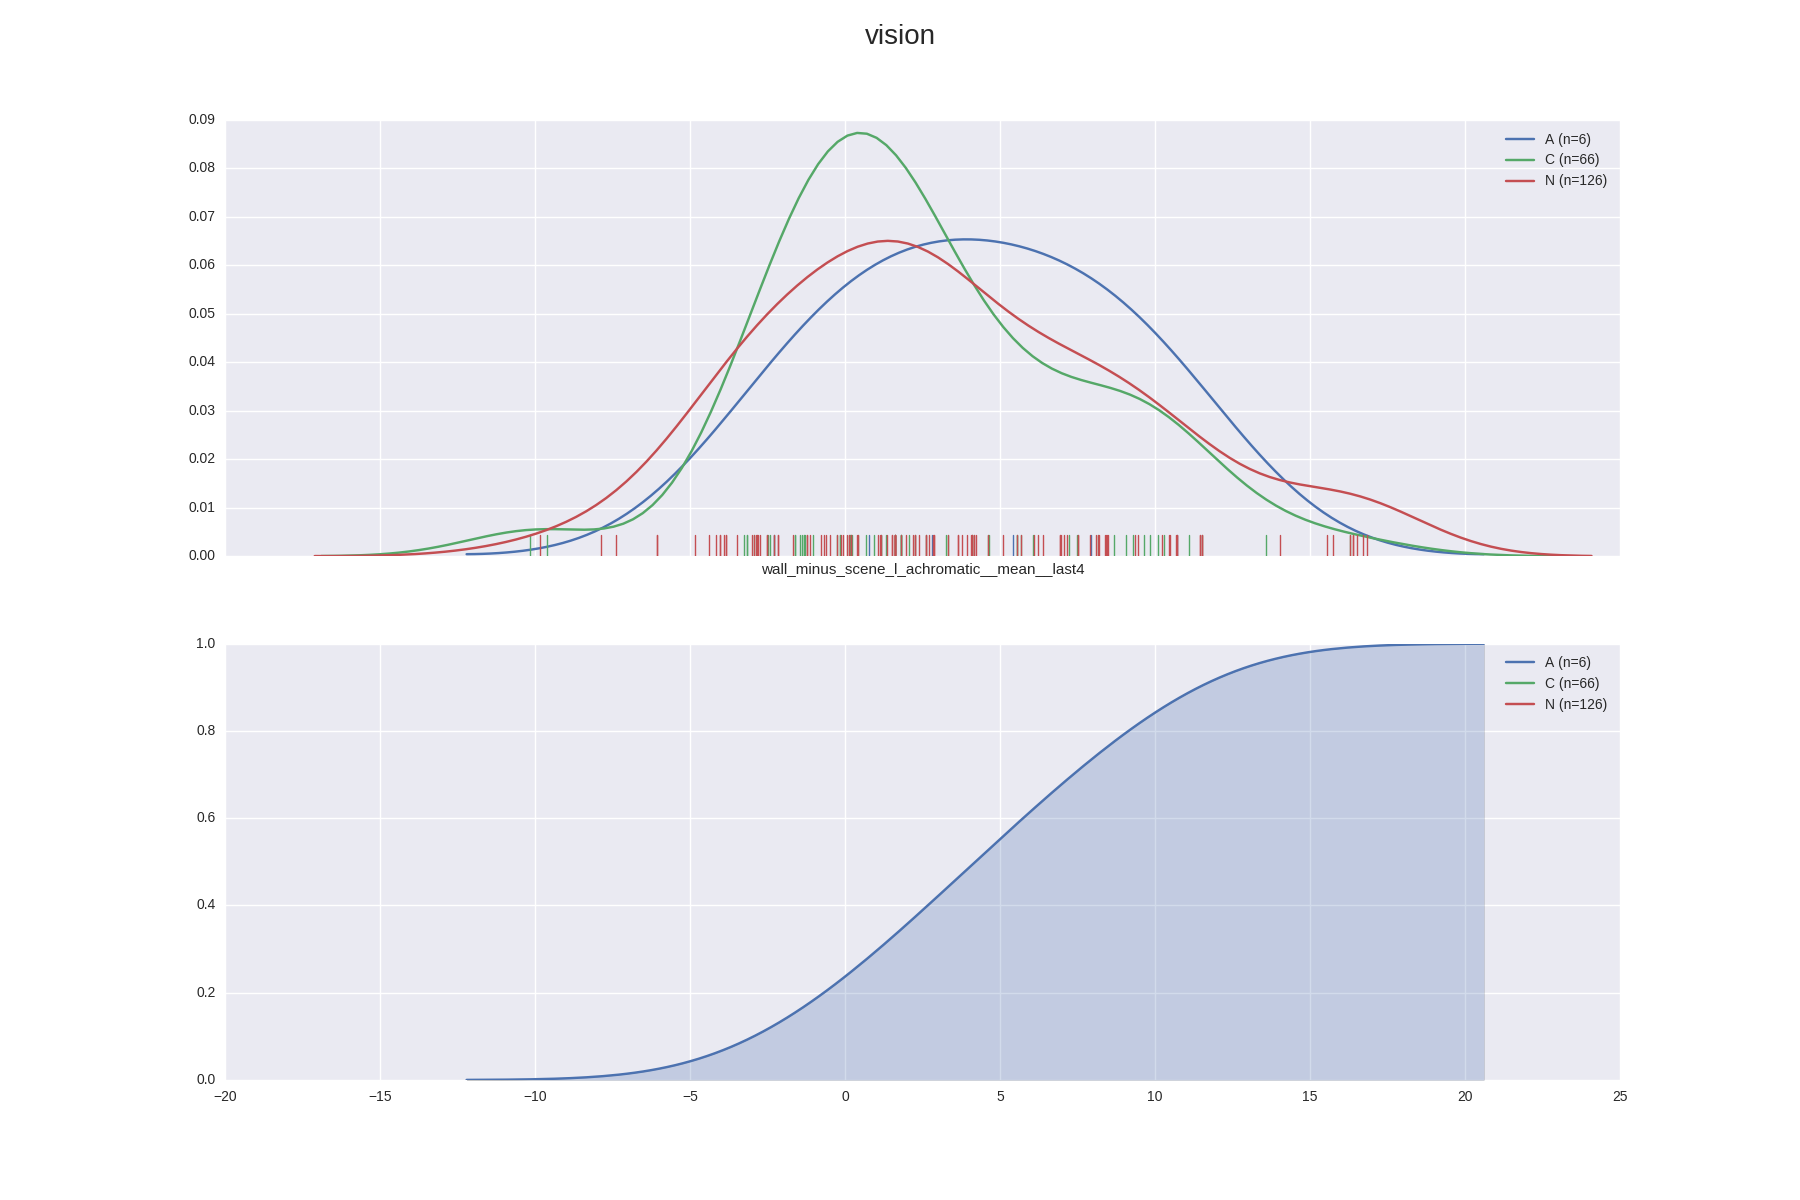 vision
0.09
0.08
0.07
0.06
0.05
0.04
0.03
0.02
0.01
0.00
A (n=6)
C (n=66)
N (n=126)
wall_minus_scene_l_achromatic__mean__last4
1.0
0.8
0.6
0.4
0.2
0.0
A (n=6)
C (n=66)
N (n=126)
−20 −15 −10 −5 0 5 10 15 20 25